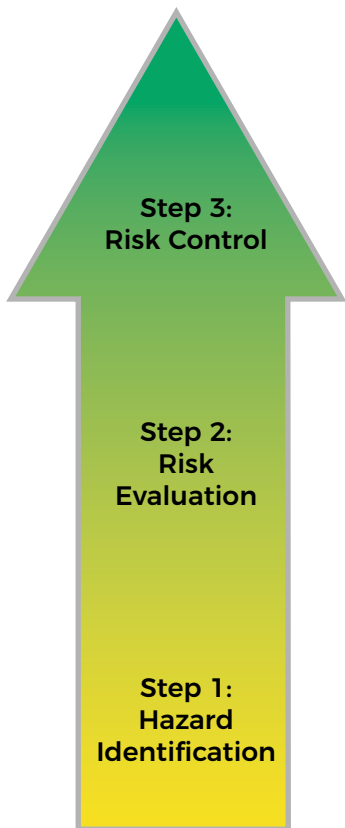 Step 3:
Risk Control
Step 2:
Risk
Evaluation
Step 1:
Hazard
Identification